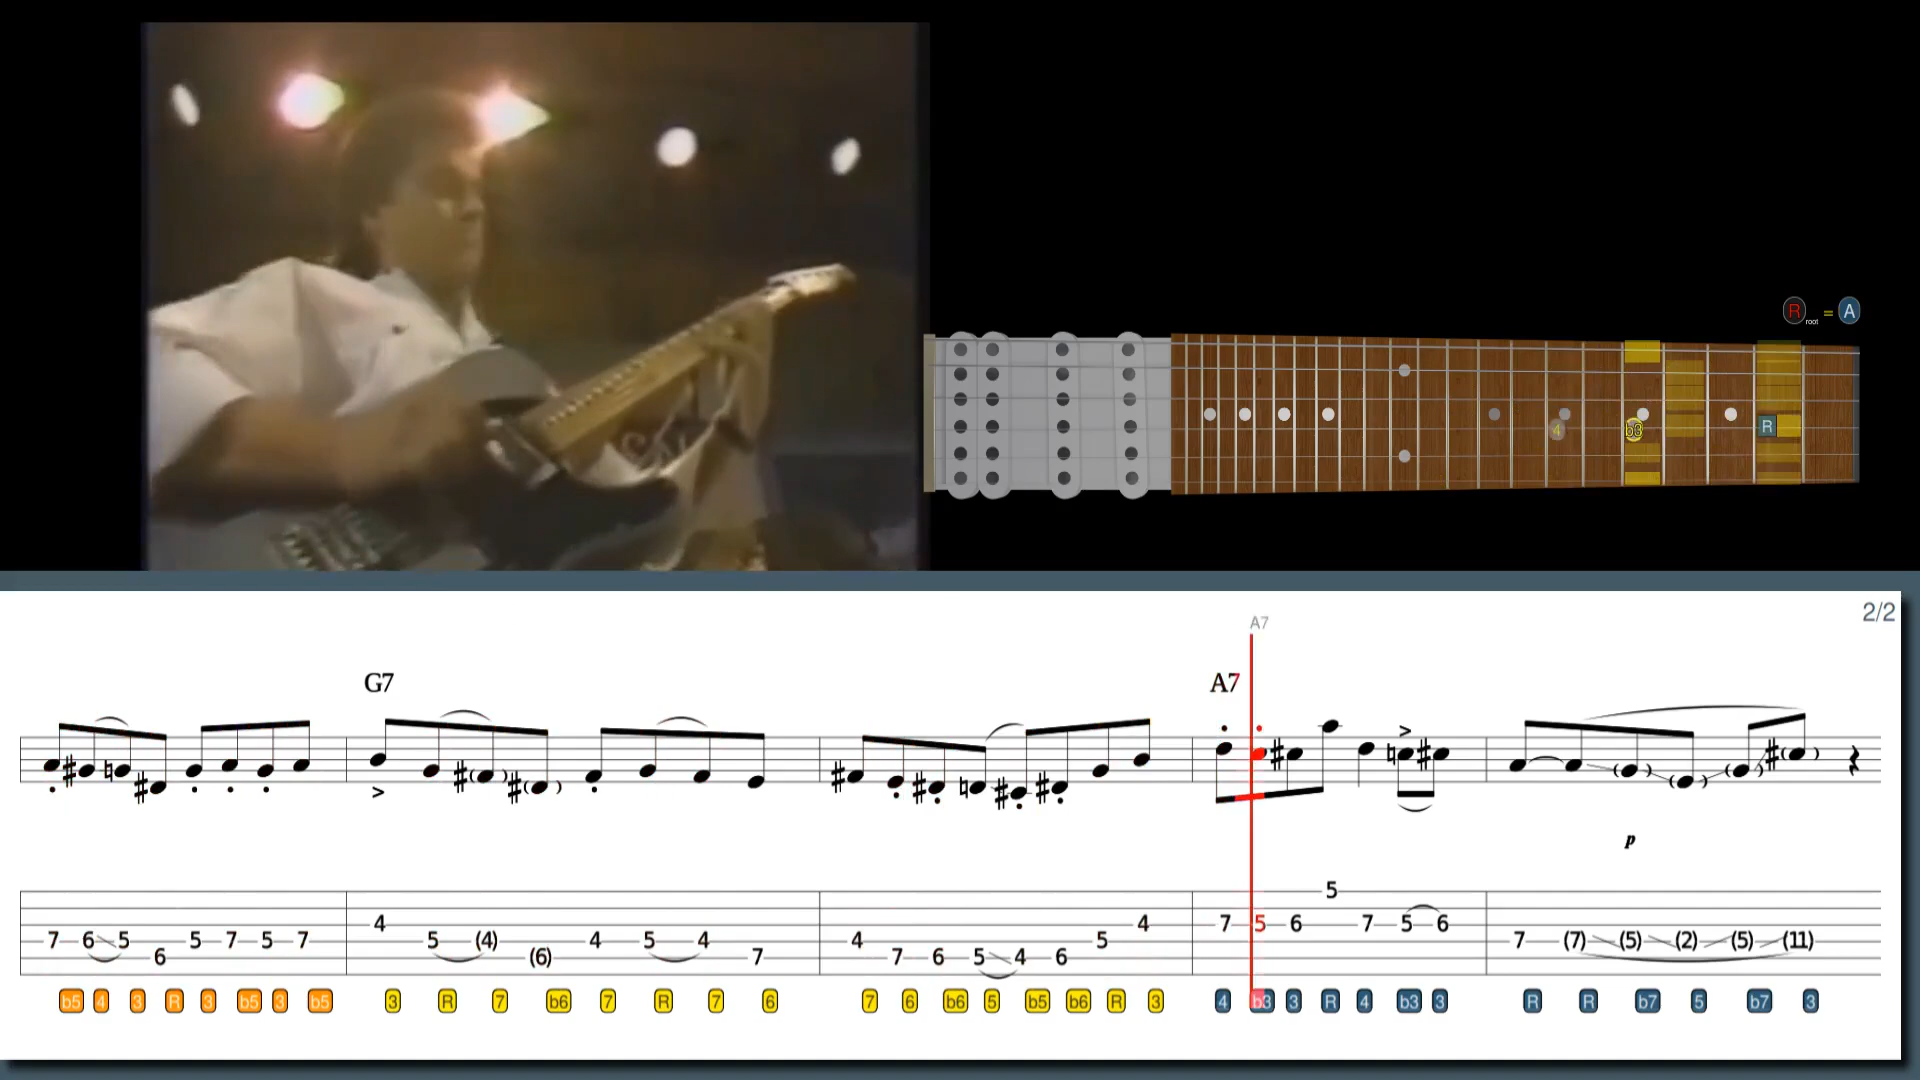 R root = A
4 b3 R
2/2
A7
G7 A7
p
5
4 4 7 5 6 7 5 6
7 6 5 5 7 5 7 5 (4) 4 5 4 4 5 7 (7) (5) (2) (5) (11)
6 (6) 7 7 6 5 4 6
b5 4 3 R 3 b5 3 b5 3 R 7 b6 7 R 7 6 7 6 b6 5 b5 b6 R 3 4 b3 3 R 4 b3 3 R R b7 5 b7 3